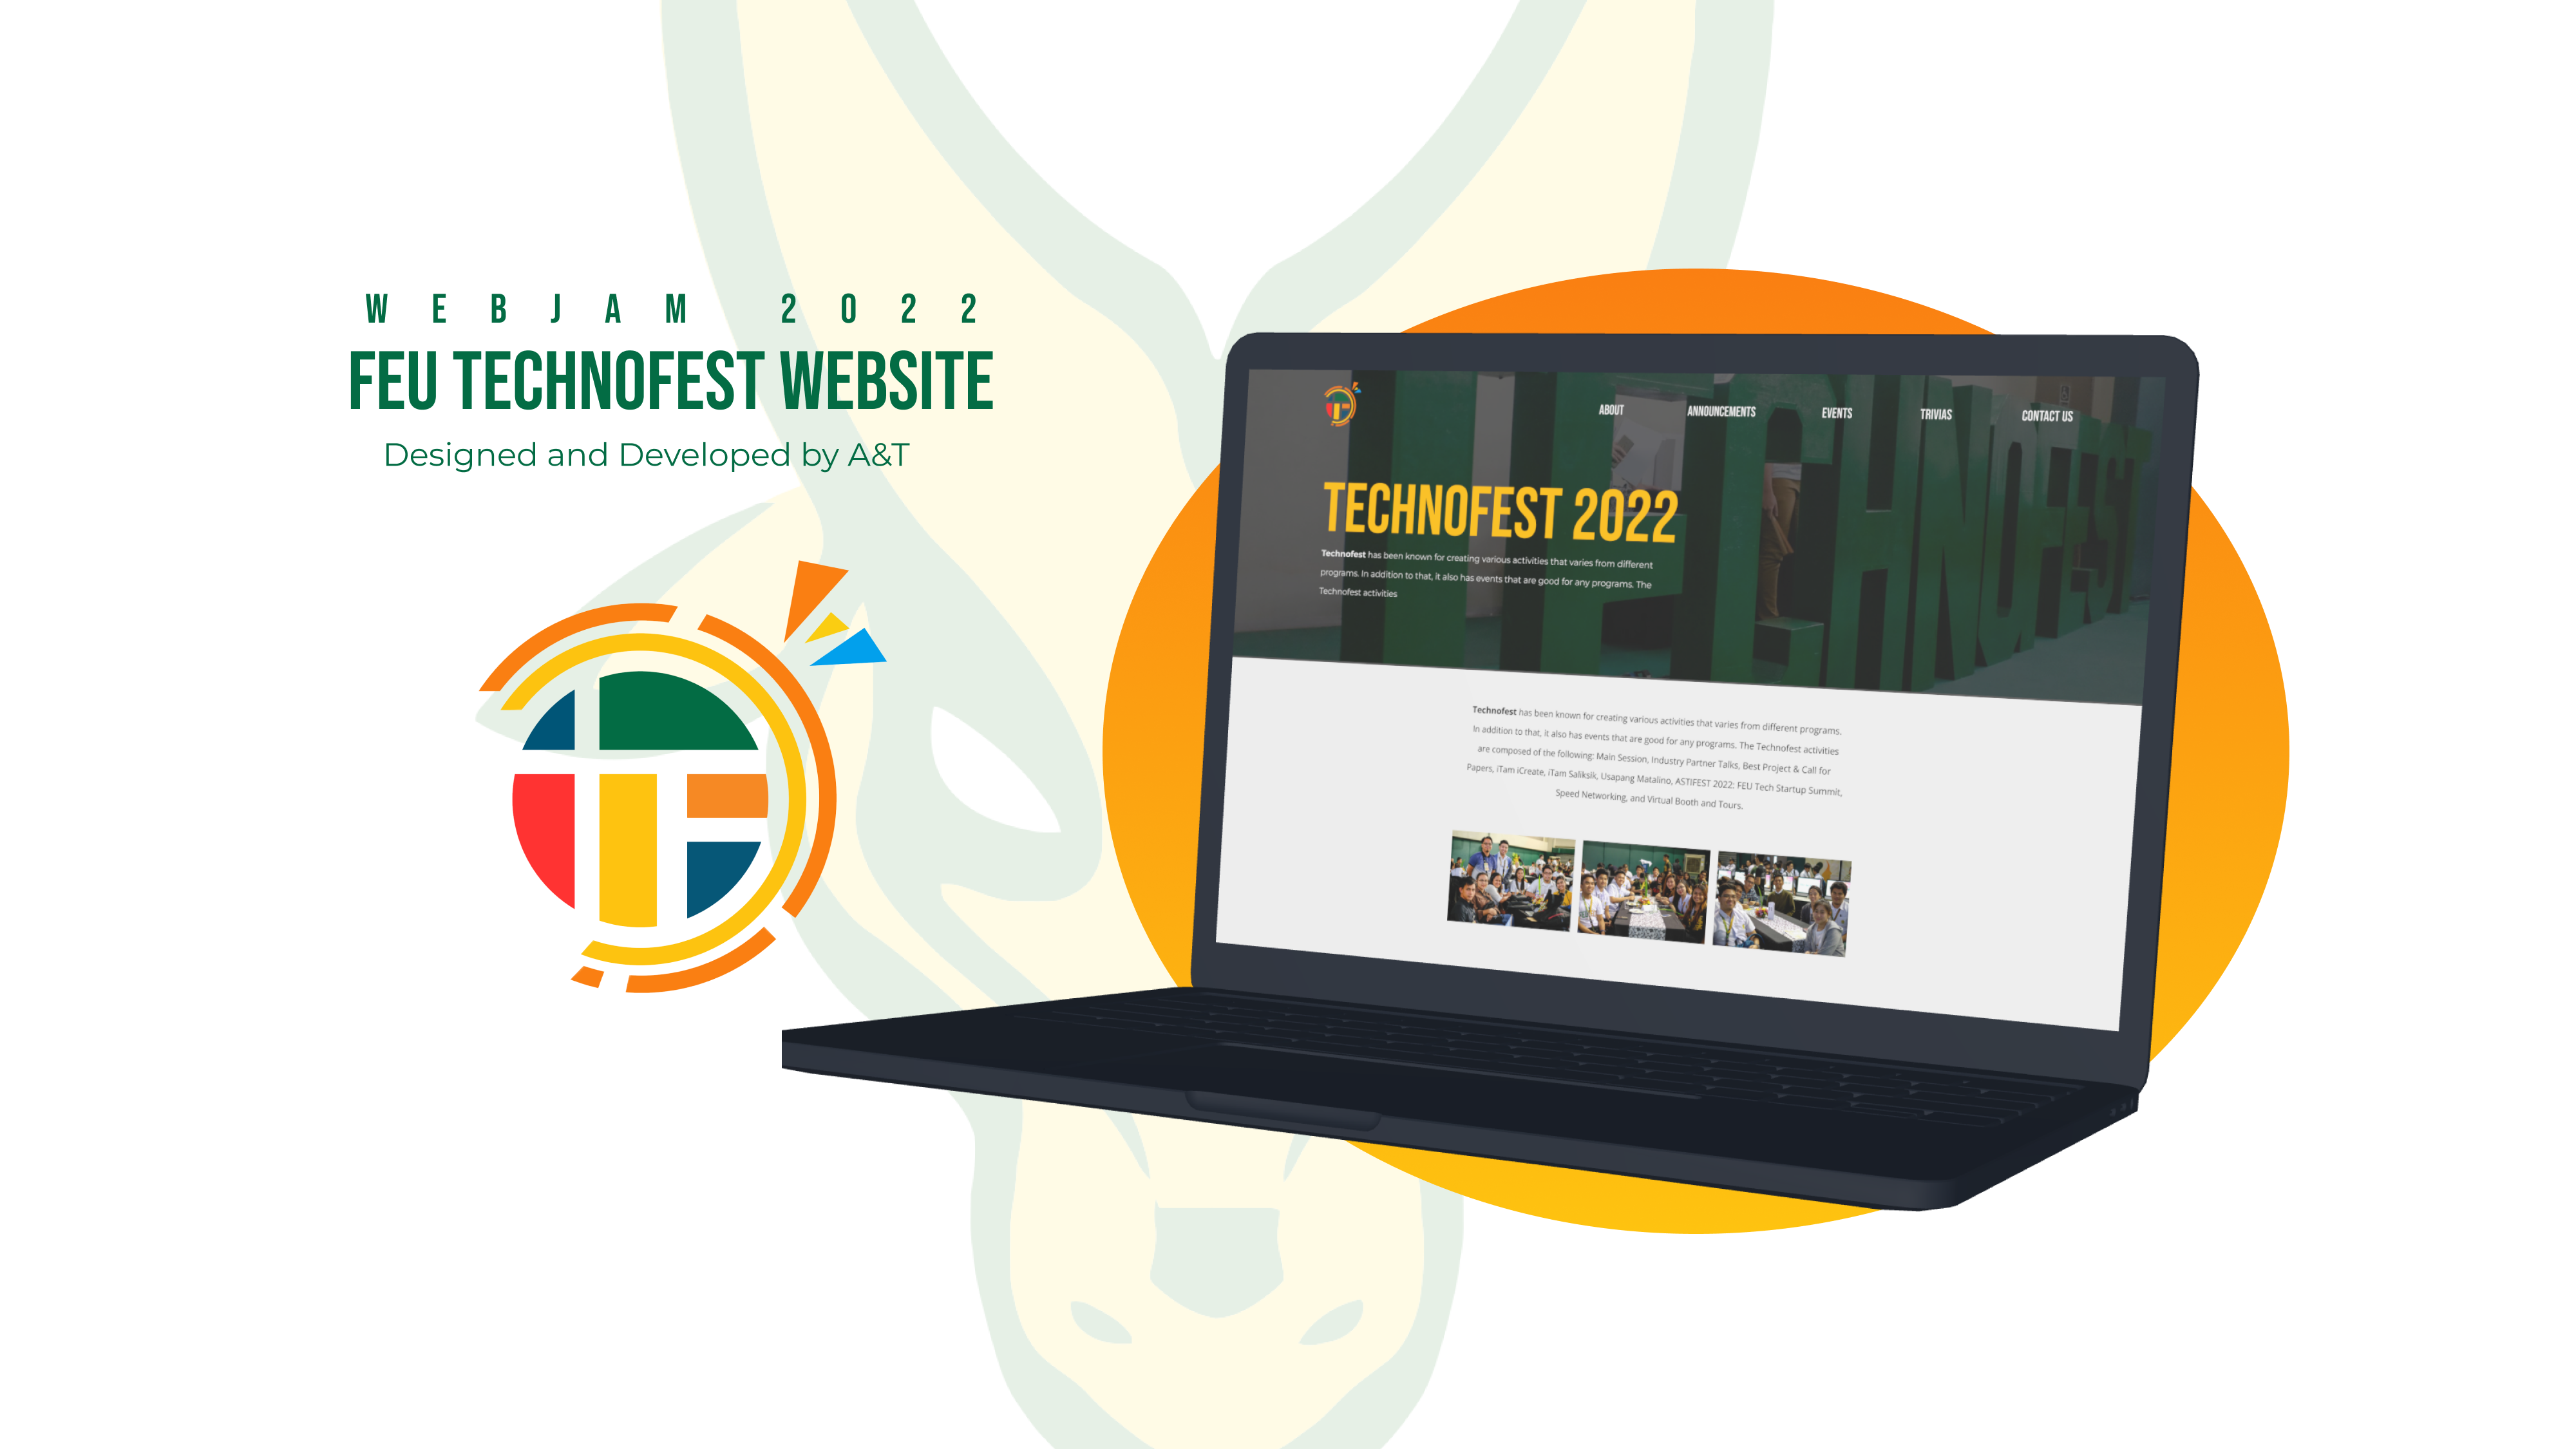 WEBJAM 2022
FEU TECHNOFEST WEBSITE
Designed and Developed by A&T
ABOUT ANNOUNCEMENTS EVENTS TRIVIAS CONTACT US
TECHNOFEST
TECHNOFEST 2022
Technofest has been known for creating various activities that varies from different
programs. In addition to that, it also has events that are good for any programs. The
Technofest activities
Technofest has been known for creating various activities that varies from different programs.
In addition to that, it also has events that are good for any programs. The Technofest activities
are composed of the following: Main Session, Industry Partner Talks, Best Project & Call for
Papers, iTam iCreate, iTam Saliksik, Usapang Matalino, ASTIFEST 2022: FEU Tech Startup Summit,
Speed Networking, and Virtual Booth and Tours.